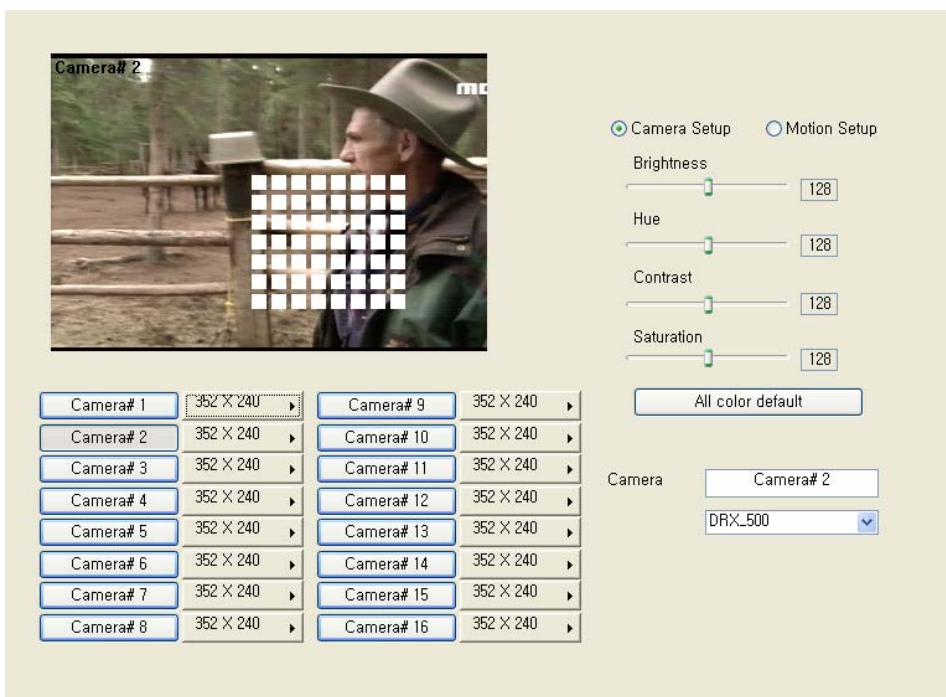 Camera# 2
Camera Setup
Motion Setup
Brightness
128
Hue
128
Contrast
128
Saturation
128
All color default
Camera# 1 352 X 240
Camera# 9 352 X 240
Camera# 2 352 X 240
Camera# 10 352 X 240
Camera# 3 352 X 240
Camera# 11 352 X 240
Camera# 4 352 X 240
Camera# 12 352 X 240
Camera# 5 352 X 240
Camera# 13 352 X 240
Camera# 6 352 X 240
Camera# 14 352 X 240
Camera# 7 352 X 240
Camera# 15 352 X 240
Camera# 8 352 X 240
Camera# 16 352 X 240
Camera Camera# 2
DRX_500